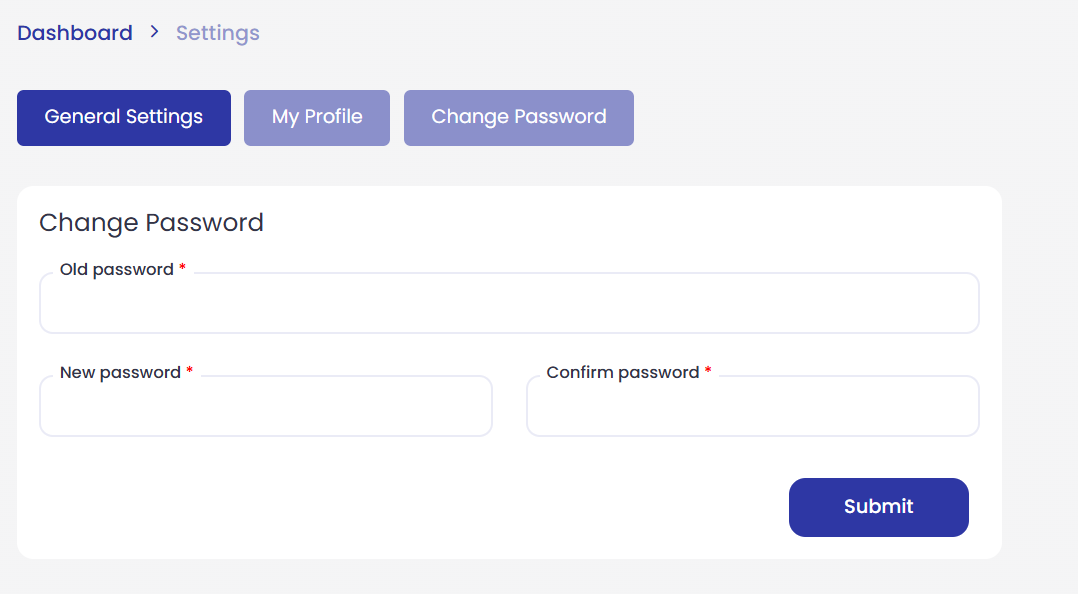 Dashboard > Settings
General Settings My Profile Change Password
Change Password
Old password *
New password * Confirm password *
Submit